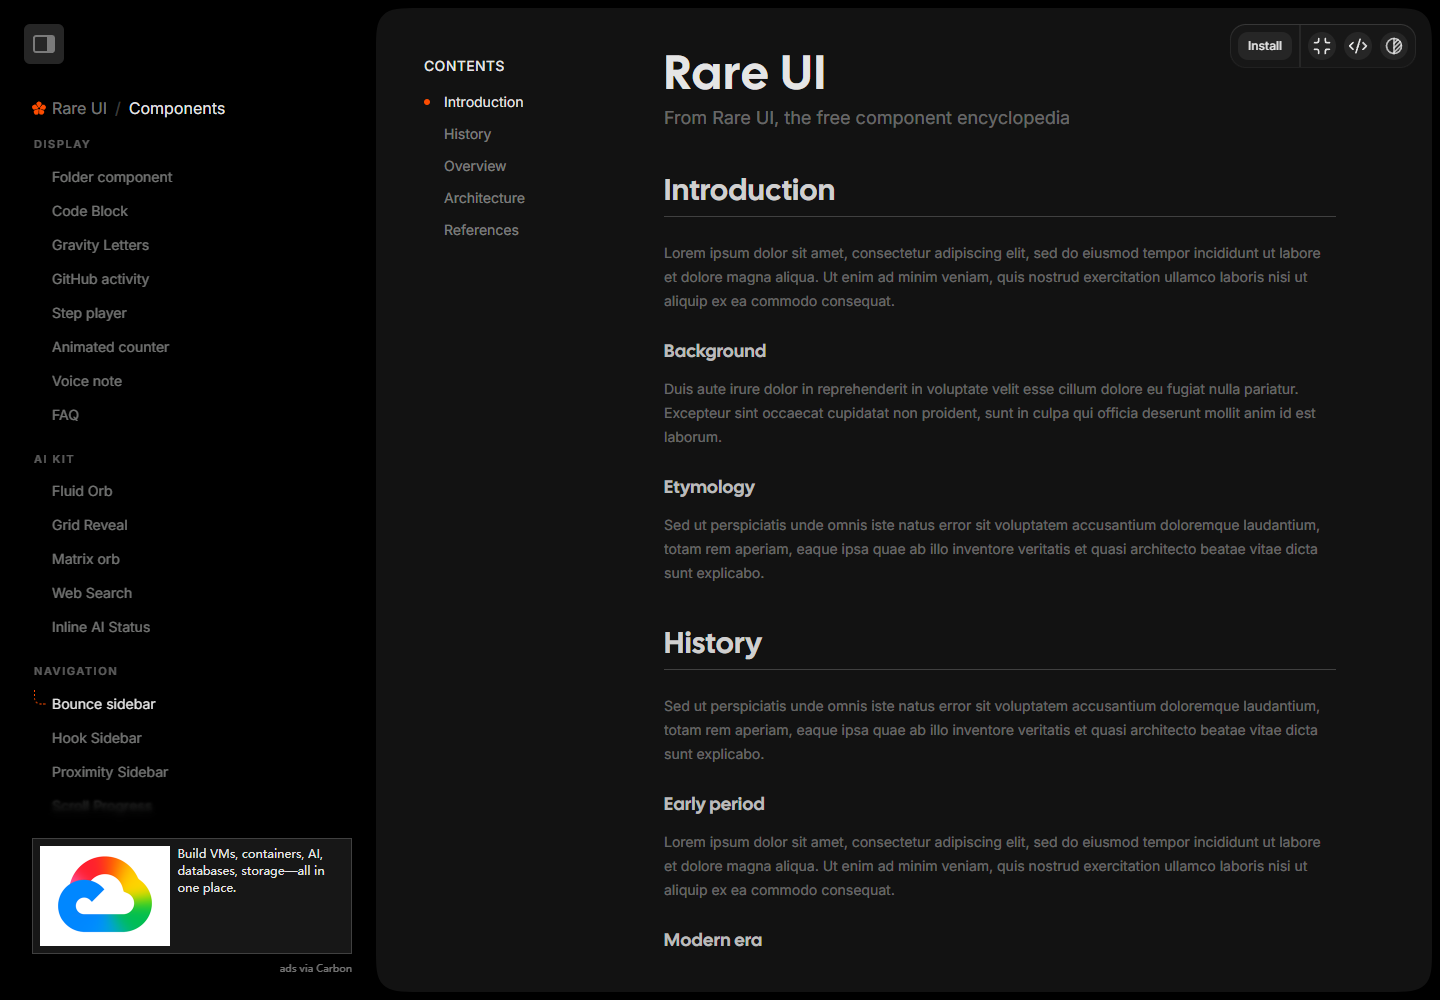 Rare UI / Components
DISPLAY
Folder component
Code Block
Gravity Letters
GitHub activity
Step player
Animated counter
Voice note
FAQ
AI KIT
Fluid Orb
Grid Reveal
Matrix orb
Web Search
Inline AI Status
NAVIGATION
Bounce sidebar
Hook Sidebar
Proximity Sidebar
Scroll Progress
Build VMs, containers, AI,
databases, storage—all in
one place.
ads via Carbon
CONTENTS
Introduction
History
Overview
Architecture
References
Install
Rare UI
From Rare UI, the free component encyclopedia
Introduction
Lorem ipsum dolor sit amet, consectetur adipiscing elit, sed do eiusmod tempor incididunt ut labore
et dolore magna aliqua. Ut enim ad minim veniam, quis nostrud exercitation ullamco laboris nisi ut
aliquip ex ea commodo consequat.
Background
Duis aute irure dolor in reprehenderit in voluptate velit esse cillum dolore eu fugiat nulla pariatur.
Excepteur sint occaecat cupidatat non proident, sunt in culpa qui officia deserunt mollit anim id est
laborum.
Etymology
Sed ut perspiciatis unde omnis iste natus error sit voluptatem accusantium doloremque laudantium,
totam rem aperiam, eaque ipsa quae ab illo inventore veritatis et quasi architecto beatae vitae dicta
sunt explicabo.
History
Sed ut perspiciatis unde omnis iste natus error sit voluptatem accusantium doloremque laudantium,
totam rem aperiam, eaque ipsa quae ab illo inventore veritatis et quasi architecto beatae vitae dicta
sunt explicabo.
Early period
Lorem ipsum dolor sit amet, consectetur adipiscing elit, sed do eiusmod tempor incididunt ut labore
et dolore magna aliqua. Ut enim ad minim veniam, quis nostrud exercitation ullamco laboris nisi ut
aliquip ex ea commodo consequat.
Modern era